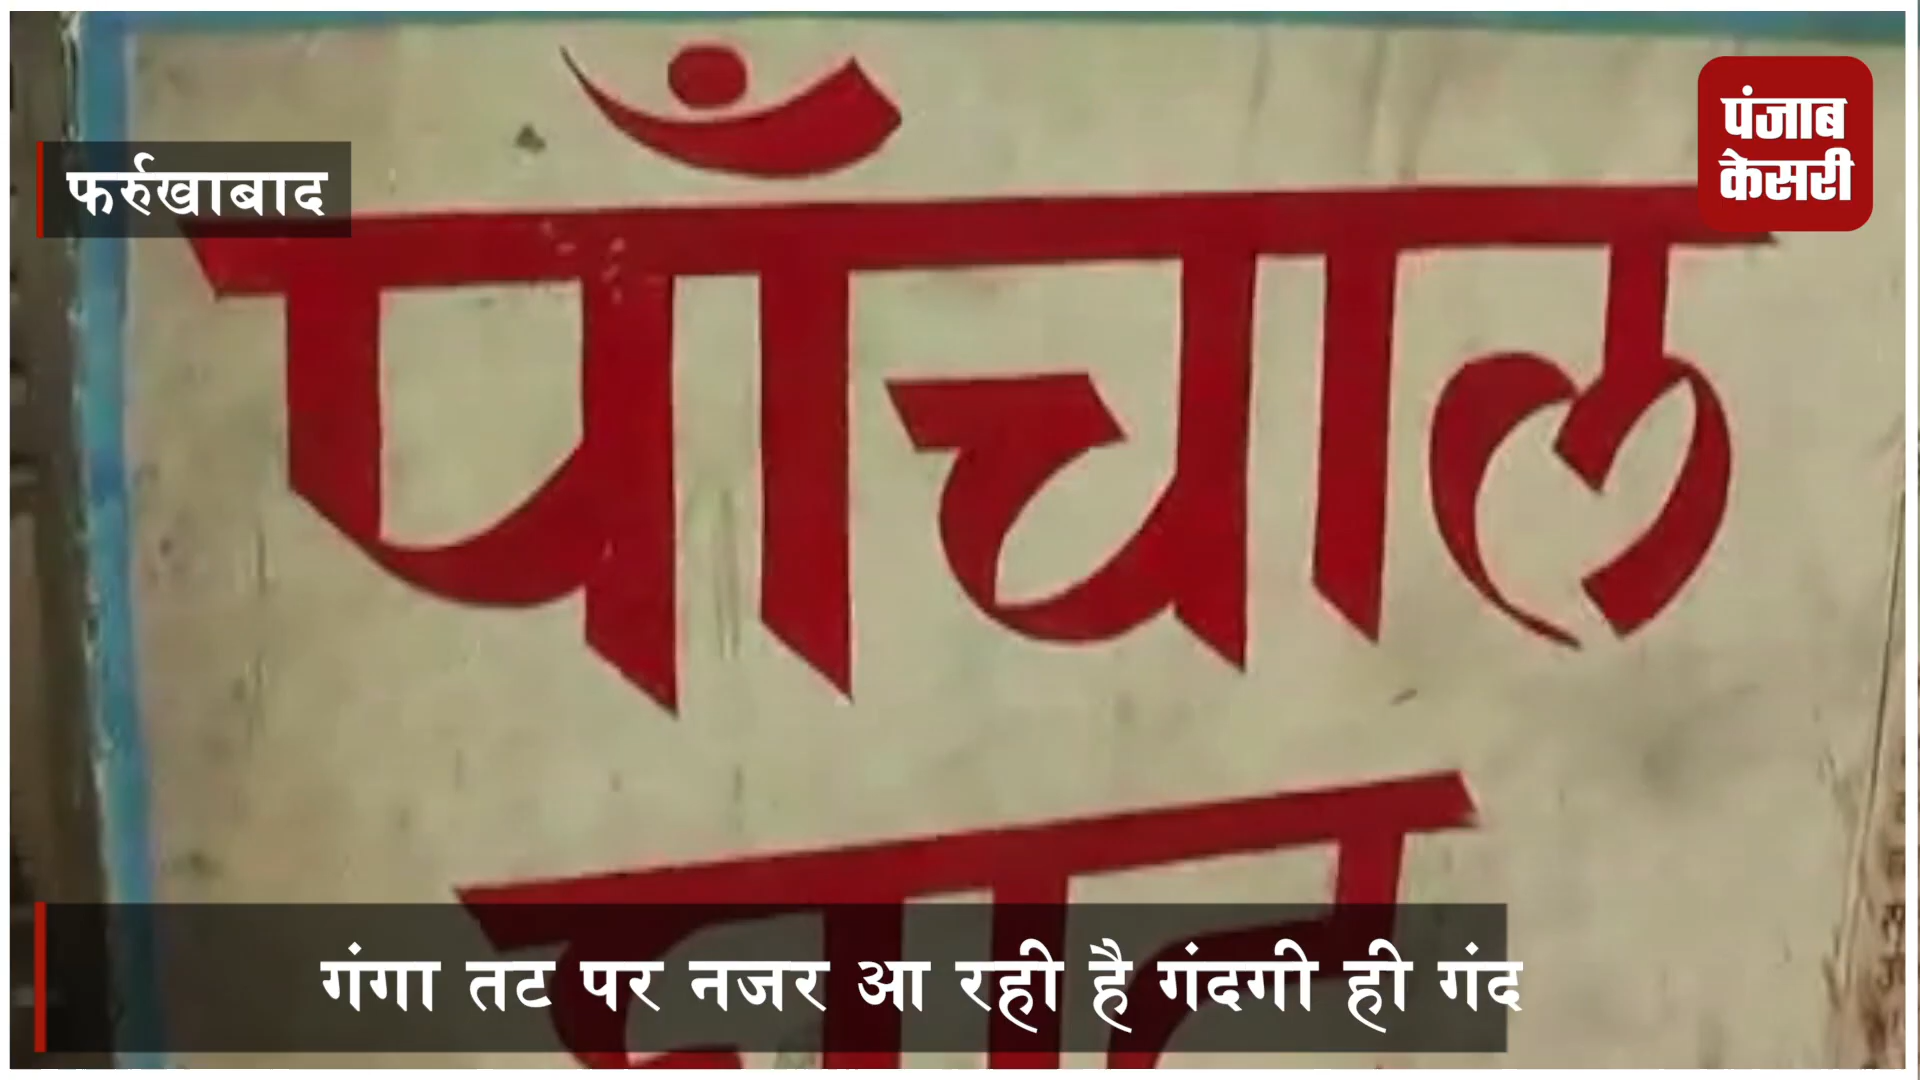 पंजाब
केसरी
फर्रुखाबाद
पाँचाल
घाट
गंगा तट पर नजर आ रही है गंदगी ही गंद